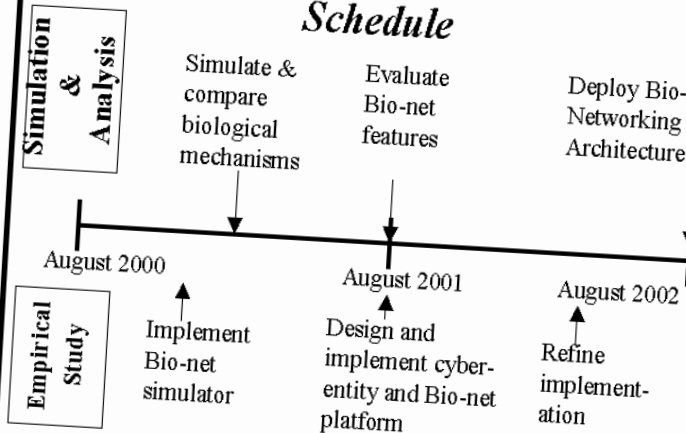 Schedule
Simulation
&
Analysis
Simulate &
compare
biological
mechanisms
Evaluate
Bio-net
features
Deploy Bio-
Networking
Architecture
August 2000
August 2001
August 2002
Empirical
Study
Implement
Bio-net
simulator
Design and
implement cyber-
entity and Bio-net
platform
Refine
implement-
ation